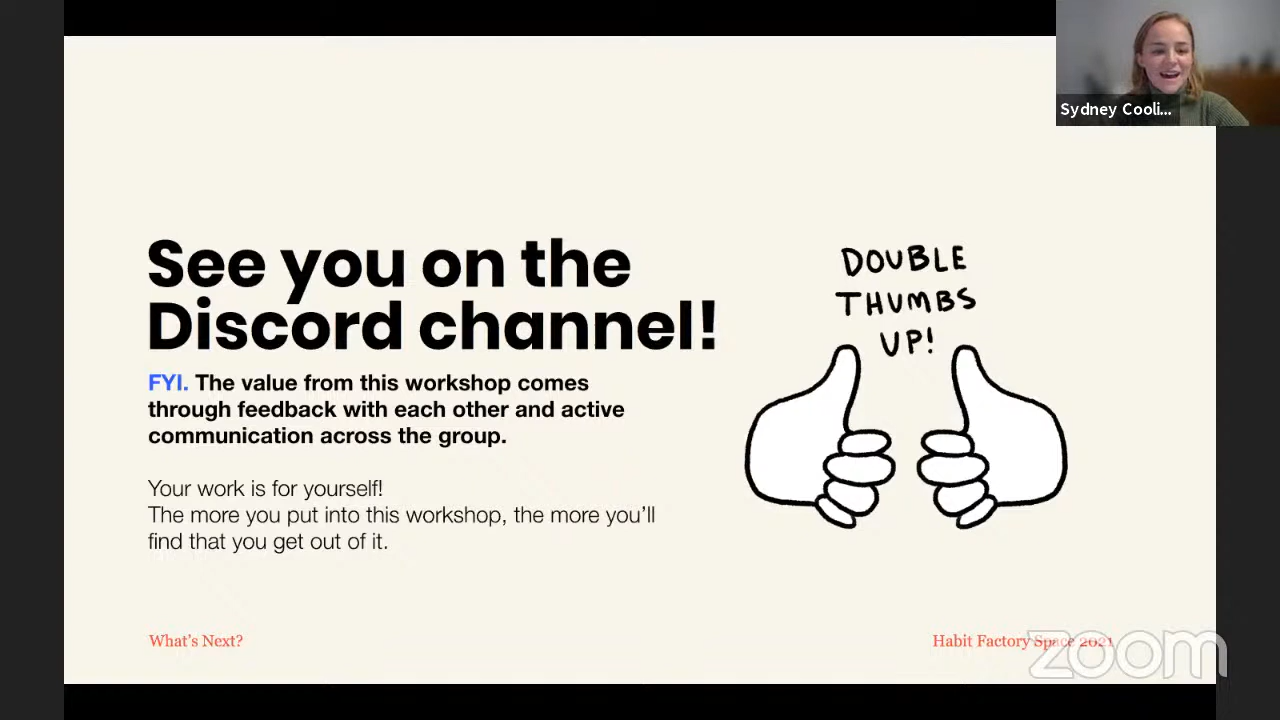 Sydney Cooli...
See you on the
Discord channel!
FYI. The value from this workshop comes
through feedback with each other and active
communication across the group.
Your work is for yourself!
The more you put into this workshop, the more you'll
find that you get out of it.
DOUBLE
THUMBS
UP!
What's Next?
Habit Factory Space 2021
zoom